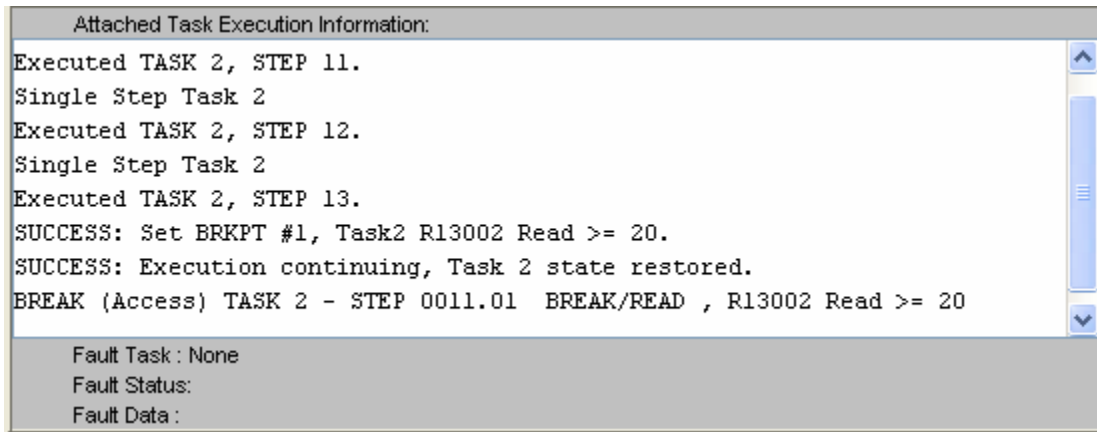 Attached Task Execution Information:
Executed TASK 2, STEP 11.
Single Step Task 2
Executed TASK 2, STEP 12.
Single Step Task 2
Executed TASK 2, STEP 13.
SUCCESS: Set BRKPT #1, Task2 R13002 Read >= 20.
SUCCESS: Execution continuing, Task 2 state restored.
BREAK (Access) TASK 2 - STEP 0011.01  BREAK/READ , R13002 Read >= 20
Fault Task : None
Fault Status:
Fault Data :